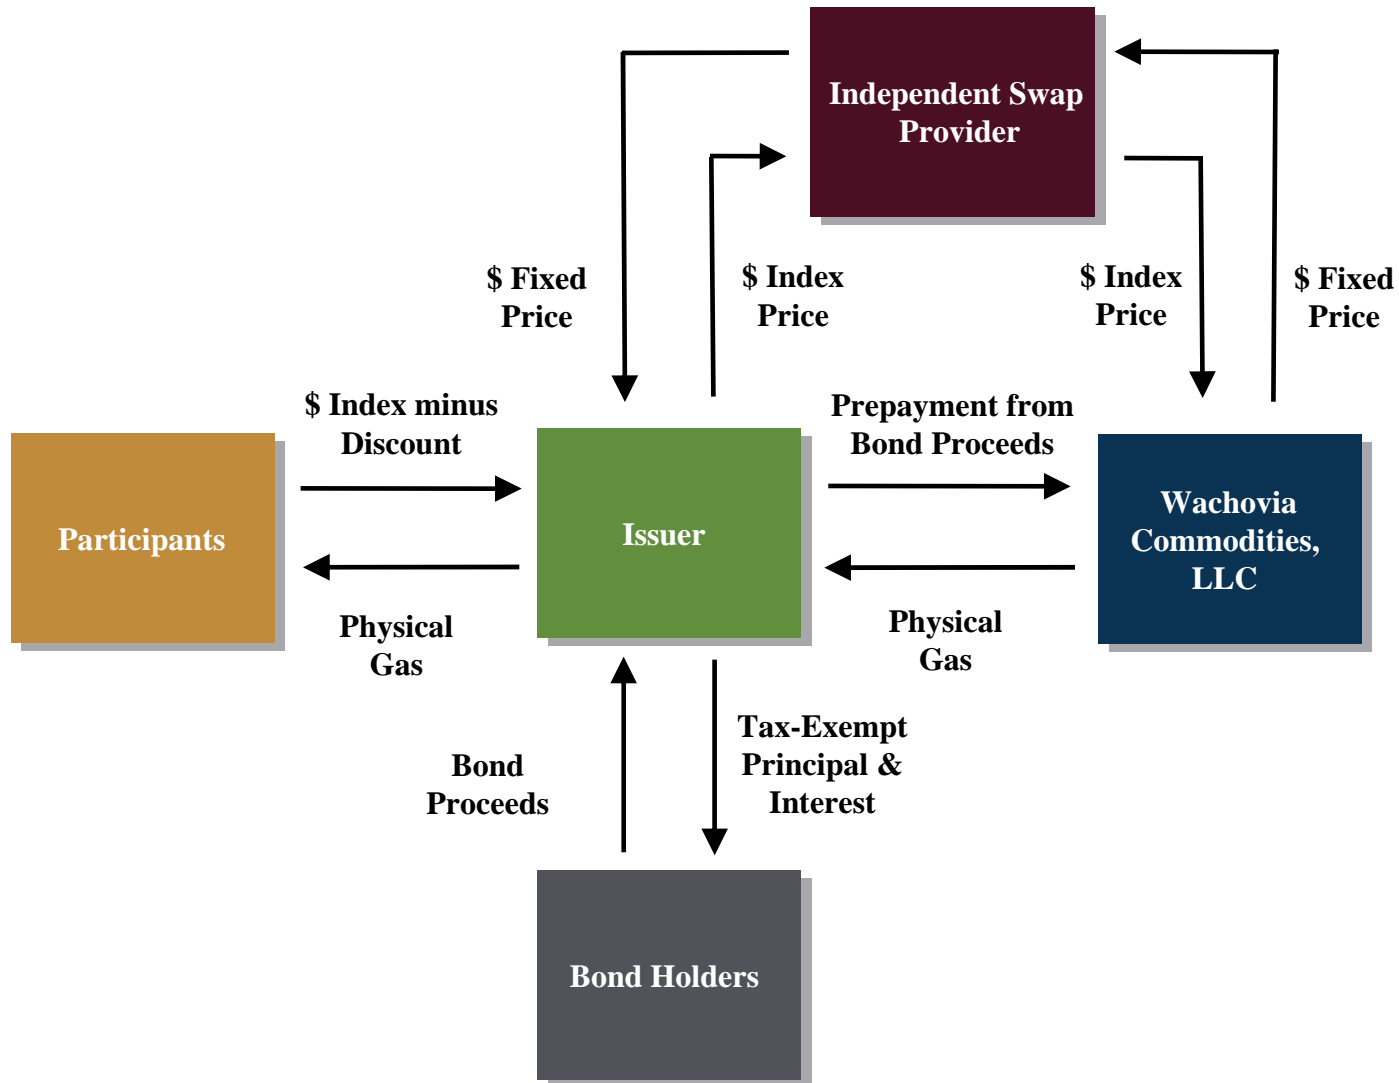 Independent Swap
Provider
$ Fixed
Price
$ Index
Price
$ Index
Price
$ Fixed
Price
$ Index minus
Discount
Prepayment from
Bond Proceeds
Participants
Issuer
Wachovia
Commodities,
LLC
Physical
Gas
Physical
Gas
Bond
Proceeds
Tax-Exempt
Principal &
Interest
Bond Holders